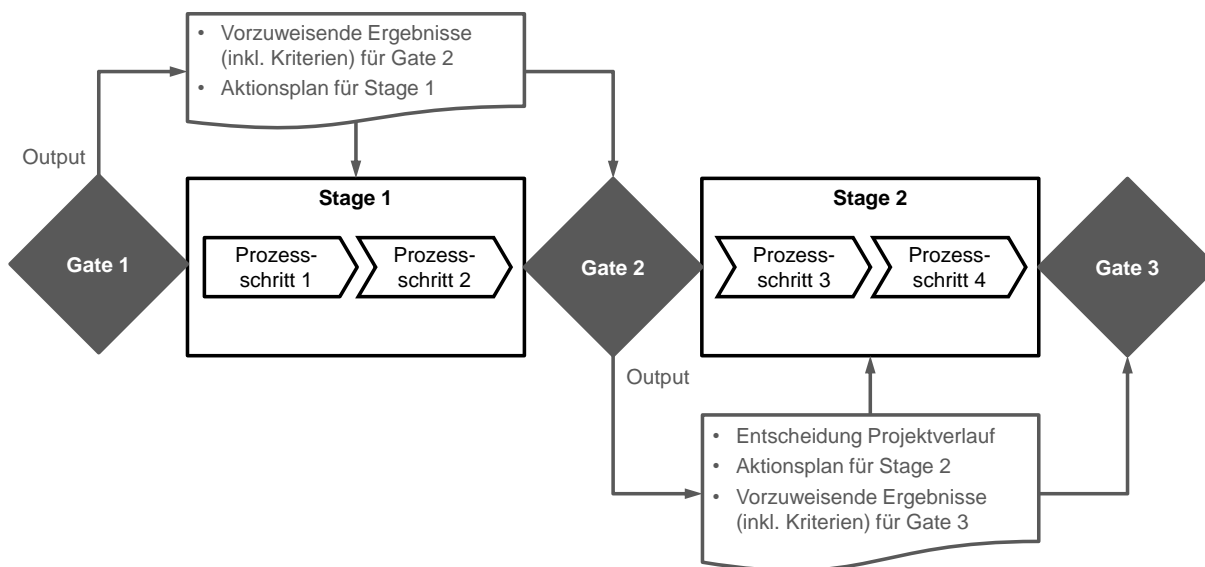 • Vorzuweisende Ergebnisse
(inkl. Kriterien) für Gate 2
• Aktionsplan für Stage 1
Output
Gate 1
Stage 1
Prozess-
schritt 1
Prozess-
schritt 2
Gate 2
Stage 2
Prozess-
schritt 3
Prozess-
schritt 4
Gate 3
Output
• Entscheidung Projektverlauf
• Aktionsplan für Stage 2
• Vorzuweisende Ergebnisse
(inkl. Kriterien) für Gate 3